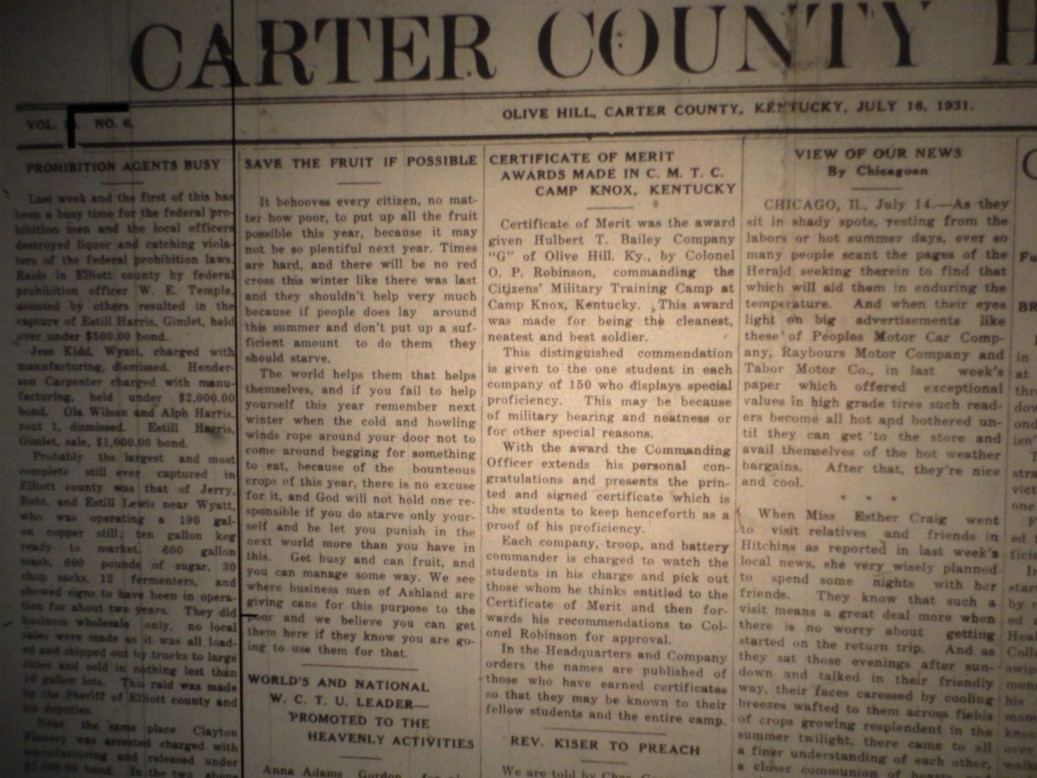 CARTER COUNTY H
VOL. NO. 6.
OLIVE HILL, CARTER COUNTY, KENTUCKY, JULY 16, 1931.
PROHIBITION AGENTS BUSY
Last week and the first of this has
been a busy time for the federal pro-
hibition men and the local officers
destroyed liquor and catching viola-
tors of the federal prohibition laws.
Raids in Elliott county by federal
prohibition officer W. E. Temple,
assisted by others resulted in the
capture of Estill Harris, Gimlet, held
over under $500.00 bond.
Jess Kidd, Wyatt, charged with
manufacturing, dismissed. Hender-
son Carpenter charged with manu-
facturing, held under $2,000.00
bond. Ola Wilson and Alph Harris,
rout 1, dismissed. Estill Harris,
Gimlet, sale, $1,000.00 bond.
Probably the largest and most
complete still ever captured in
Elliott county was that of Jerry,
Robt. and Estill Lewis near Wyatt,
who was operating a 190 gal-
on copper still; ten gallon keg
ready to market, 600 gallon
mash, 600 pounds of sugar, 30
chop sacks, 12 fermenters, and
showed signs to have been in opera-
tion for about two years. They did
business wholesale only, no local
sales were made as it was all load-
ed and shipped out by trucks to large
cities and sold in nothing less than
10 gallon lots. This raid was made
by the Sheriff of Elliott county and
his deputies.
Near the same place Clayton
Flanery was arrested charged with
manufacturing and released under
bond. In the two above
SAVE THE FRUIT IF POSSIBLE
It behooves every citizen, no mat-
ter how poor, to put up all the fruit
possible this year, because it may
not be so plentiful next year. Times
are hard, and there will be no red
cross this winter like there was last
and they shouldn't help very much
because if people does lay around
this summer and don't put up a suf-
ficient amount to do them they
should starve.
The world helps them that helps
themselves, and if you fail to help
yourself this year remember next
winter when the cold and howling
winds rope around your door not to
come around begging for something
to eat, because of the bounteous
crops of this year, there is no excuse
for it, and God will not hold one re-
sponsible if you do starve only your-
self and he let you punish in the
next world more than you have in
this. Get busy and can fruit, and
you can manage some way. We see
where business men of Ashland are
giving cans for this purpose to the
poor and we believe you can get
them here if they know you are go-
ing to use them for that.
WORLD'S AND NATIONAL
W. C. T. U. LEADER—
PROMOTED TO THE
HEAVENLY ACTIVITIES
Anna Adams Gordon, for
CERTIFICATE OF MERIT
AWARDS MADE IN C. M. T. C.
CAMP KNOX, KENTUCKY
Certificate of Merit was the award
given Hulbert T. Bailey Company
"G" of Olive Hill, Ky., by Colonel
O. P. Robinson, commanding the
Citizens' Military Training Camp at
Camp Knox, Kentucky. This award
was made for being the cleanest,
neatest and best soldier.
This distinguished commendation
is given to the one student in each
company of 150 who displays special
proficiency. This may be because
of military bearing and neatness or
for other special reasons.
With the award the Commanding
Officer extends his personal con-
gratulations and presents the prin-
ted and signed certificate which is
the students to keep henceforth as a
proof of his proficiency.
Each company, troop, and battery
commander is charged to watch the
students in his charge and pick out
those whom he thinks entitled to the
Certificate of Merit and then for-
wards his recommendations to Col-
onel Robinson for approval.
In the Headquarters and Company
orders the names are published of
those who have earned certificates
so that they may be known to their
fellow students and the entire camp.
REV. KISER TO PREACH
We are told by Chas.
VIEW OF OUR NEWS
By Chicagoan
CHICAGO, Il., July 14.—As they
sit in shady spots, resting from the
labors or hot summer days, ever so
many people scant the pages of the
Herald seeking therein to find that
which will aid them in enduring the
temperature. And when their eyes
light on big advertisements like
these of Peoples Motor Car Comp-
any, Raybours Motor Company and
Tabor Motor Co., in last week's
paper which offered exceptional
values in high grade tires such read-
ers become all hot and bothered un-
til they can get to the store and
avail themselves of the hot weather
bargains. After that, they're nice
and cool.
* * *
When Miss Esther Craig went
to visit relatives and friends in
Hitchins as reported in last week's
local news, she very wisely planned
to spend some nights with her
friends. They know that such a
visit means a great deal more when
there is no worry about getting
started on the return trip. And as
they sat those evenings after sun-
down and talked in their friendly
way, their faces caressed by cooling
breezes wafted to them across fields
of crops growing resplendent in the
summer twilight, there came to all
a finer understanding of each other,
a closer communion of